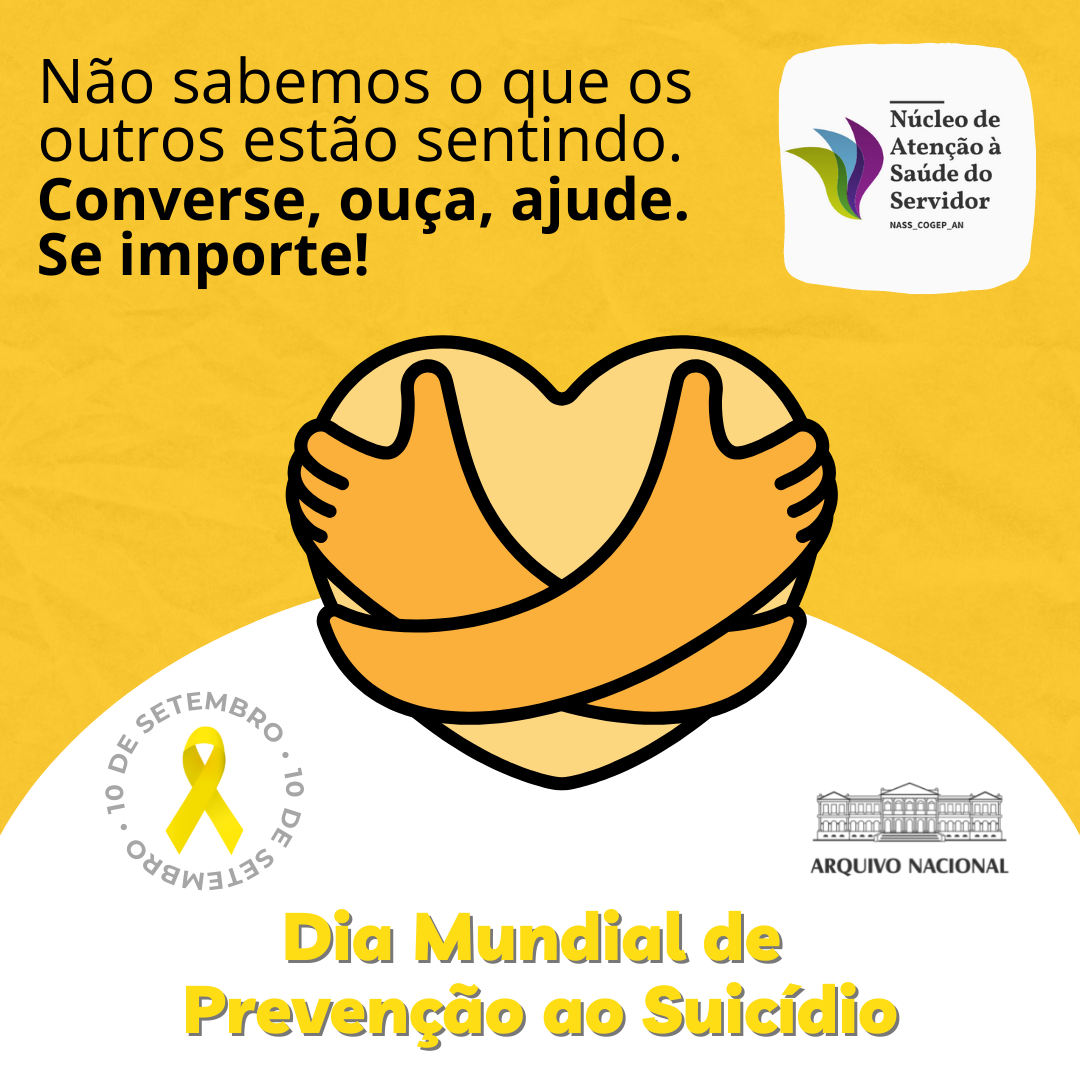 Não sabemos o que os
outros estão sentindo.
Converse, ouça, ajude.
Se importe!
Núcleo de
Atenção à
Saúde do
Servidor
NASS_COGEP_AN
10 DE SETEMBRO • 10 DE SETEMBRO •
ARQUIVO NACIONAL
Dia Mundial de
Prevenção ao Suicídio